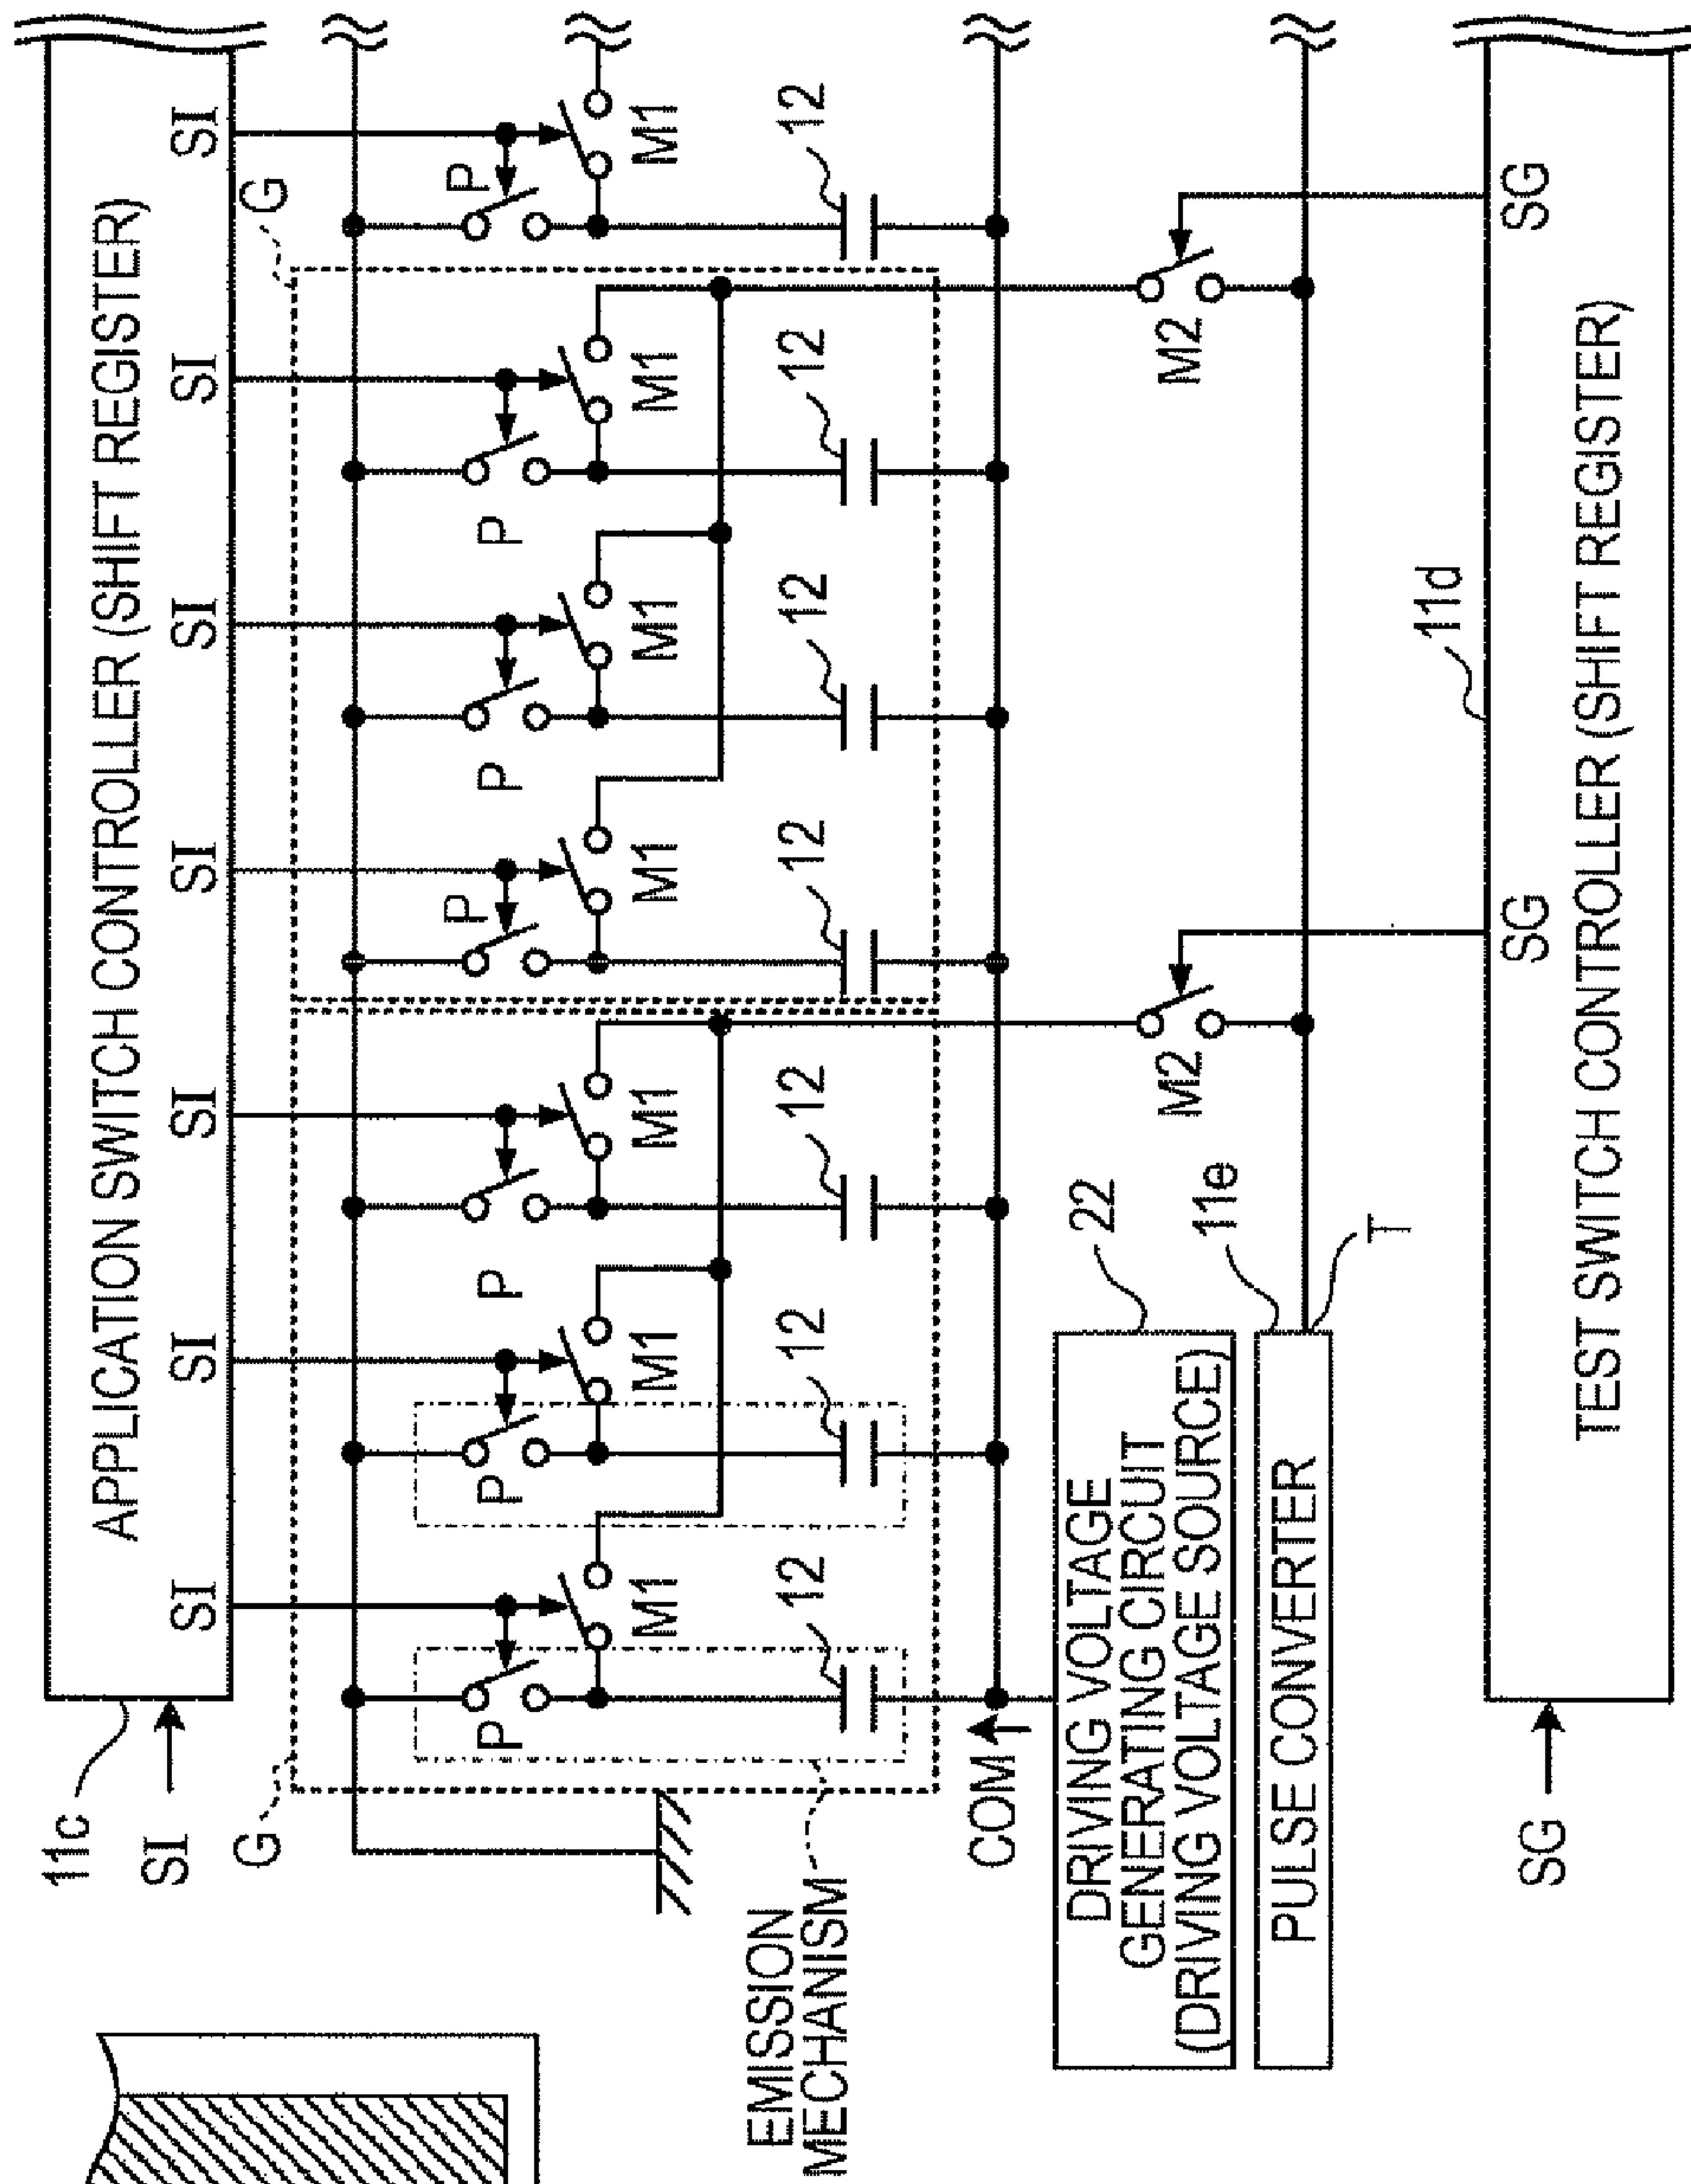 11c
APPLICATION SWITCH CONTROLLER (SHIFT REGISTER)
SI
SI SI SI SI SI SI SI
G G
P P P P P P P
M1 M1 M1 M1 M1 M1 M1
12 12 12 12 12 12 12
EMISSION
MECHANISM
COM
22
DRIVING VOLTAGE
GENERATING CIRCUIT
(DRIVING VOLTAGE SOURCE)
M2 M2
11e
PULSE CONVERTER
T
11d
SG SG
SG
TEST SWITCH CONTROLLER (SHIFT REGISTER)